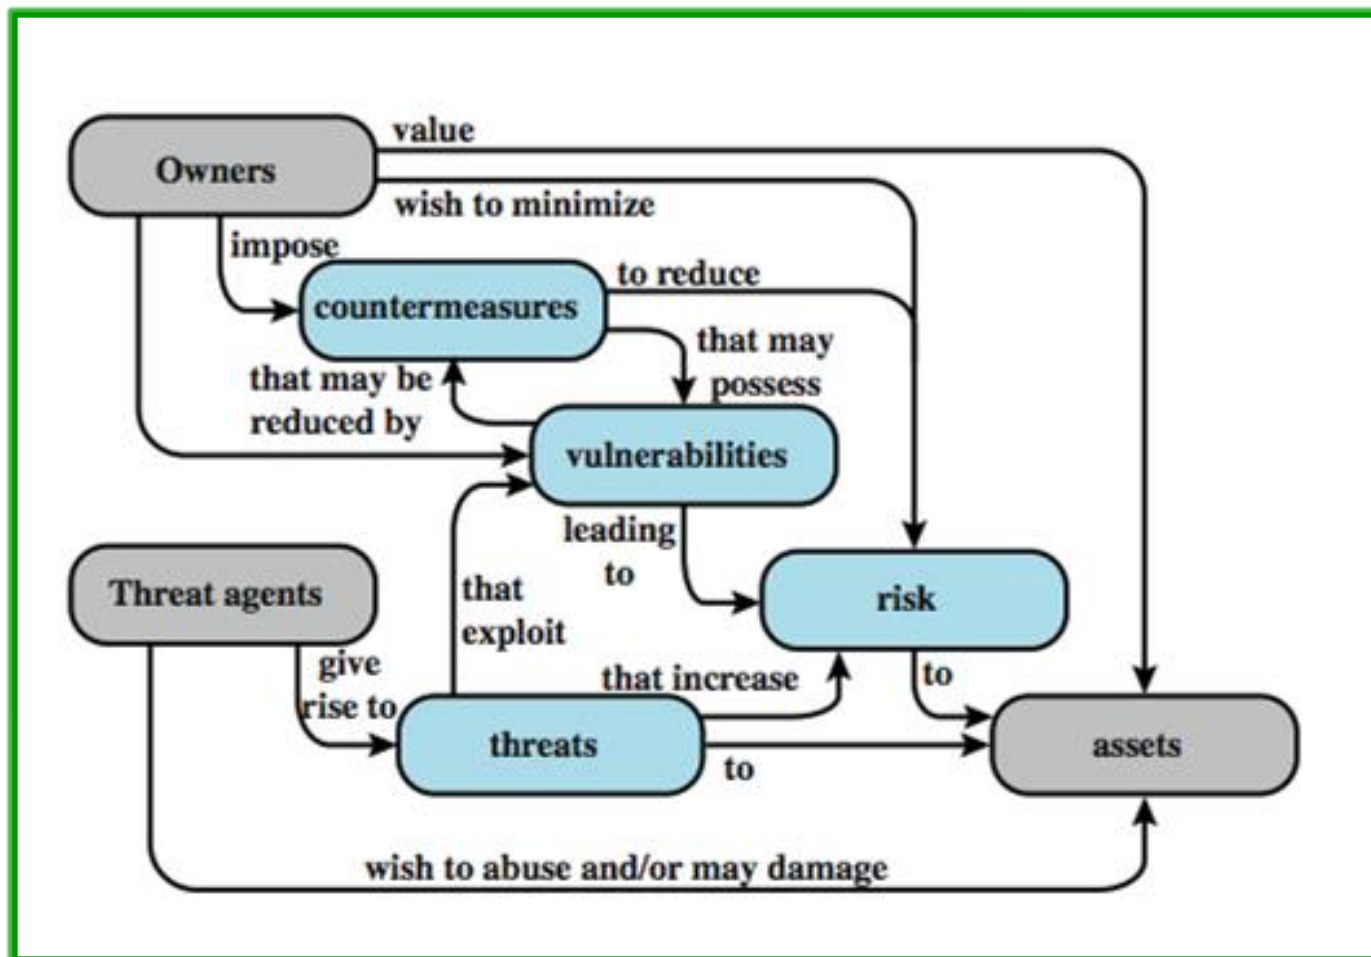 value
Owners
wish to minimize
impose
to reduce
countermeasures
that may
possess
that may be
reduced by
vulnerabilities
leading
to
Threat agents
that
exploit
risk
give
rise to
that increase
to
threats
to
assets
wish to abuse and/or may damage